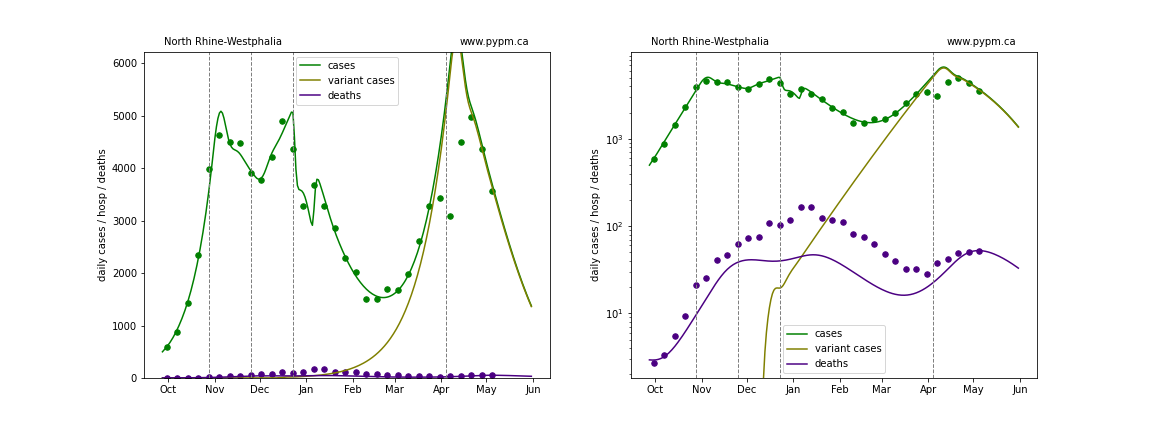 North Rhine-Westphalia www.pypm.ca
daily cases / hosp / deaths
6000
5000
4000
3000
2000
1000
0
cases
variant cases
deaths
Oct Nov Dec Jan Feb Mar Apr May Jun
North Rhine-Westphalia www.pypm.ca
daily cases / hosp / deaths
10³
10²
10¹
cases
variant cases
deaths
Oct Nov Dec Jan Feb Mar Apr May Jun